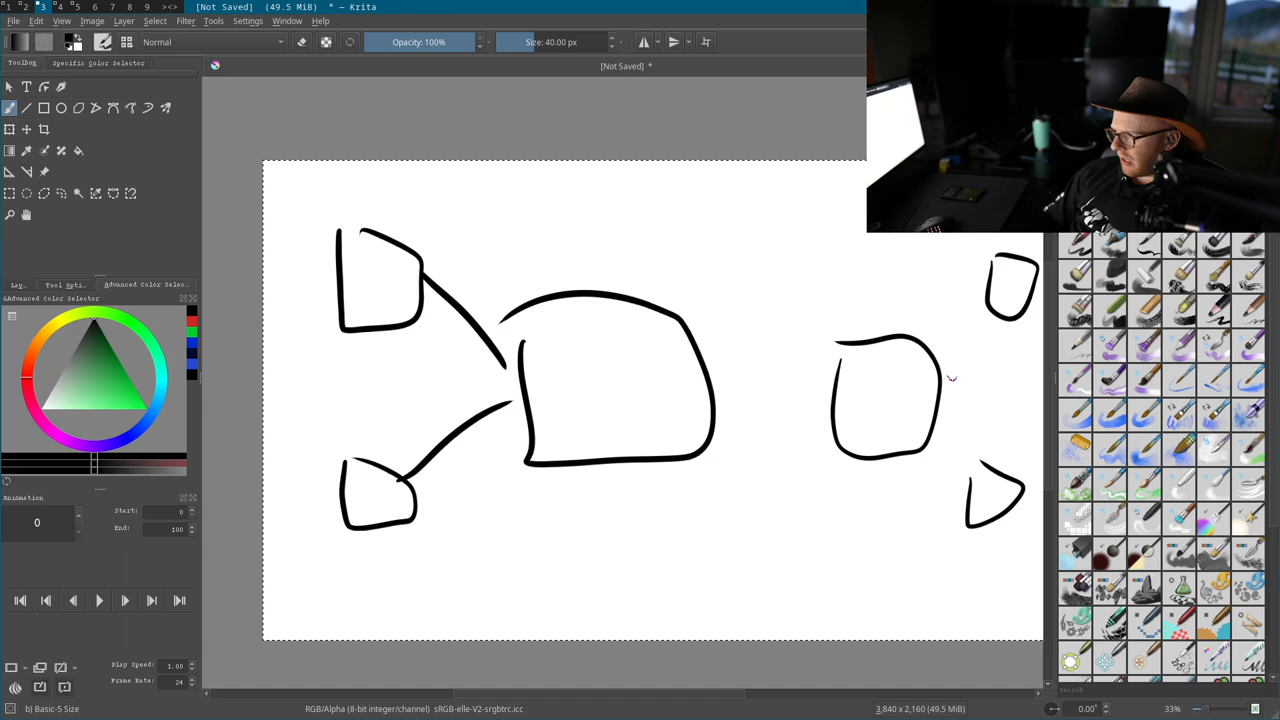 1 2 3 4 5 6 7 8 9 ><> [Not Saved] (49.5 MiB) * — Krita
File Edit View Image Layer Select Filter Tools Settings Window Help
Normal Opacity: 100% Size: 40.00 px
Toolbox Specific Color Selector [Not Saved] *
Lay... Tool Opti... Advanced Color Selec...
&Advanced Color Selector
Animation
0 Start: 0
End: 100
Play Speed: 1.00
Frame Rate: 24
Search
b) Basic-5 Size RGB/Alpha (8-bit integer/channel) sRGB-elle-V2-srgbtrc.icc 3,840 x 2,160 (49.5 MiB) 0.00° 33%